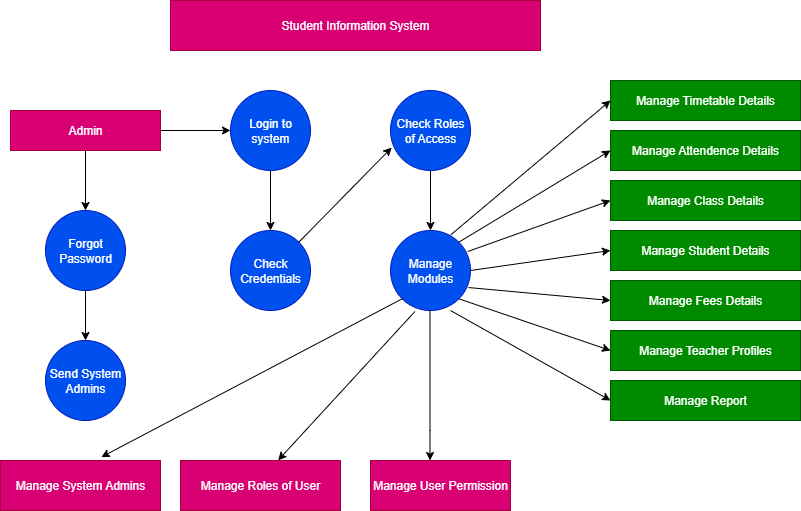 Student Information System
Admin
Login to
system
Check Roles
of Access
Manage Timetable Details
Manage Attendence Details
Manage Class Details
Forgot
Password
Check
Credentials
Manage
Modules
Manage Student Details
Manage Fees Details
Manage Teacher Profiles
Send System
Admins
Manage Report
Manage System Admins
Manage Roles of User
Manage User Permission